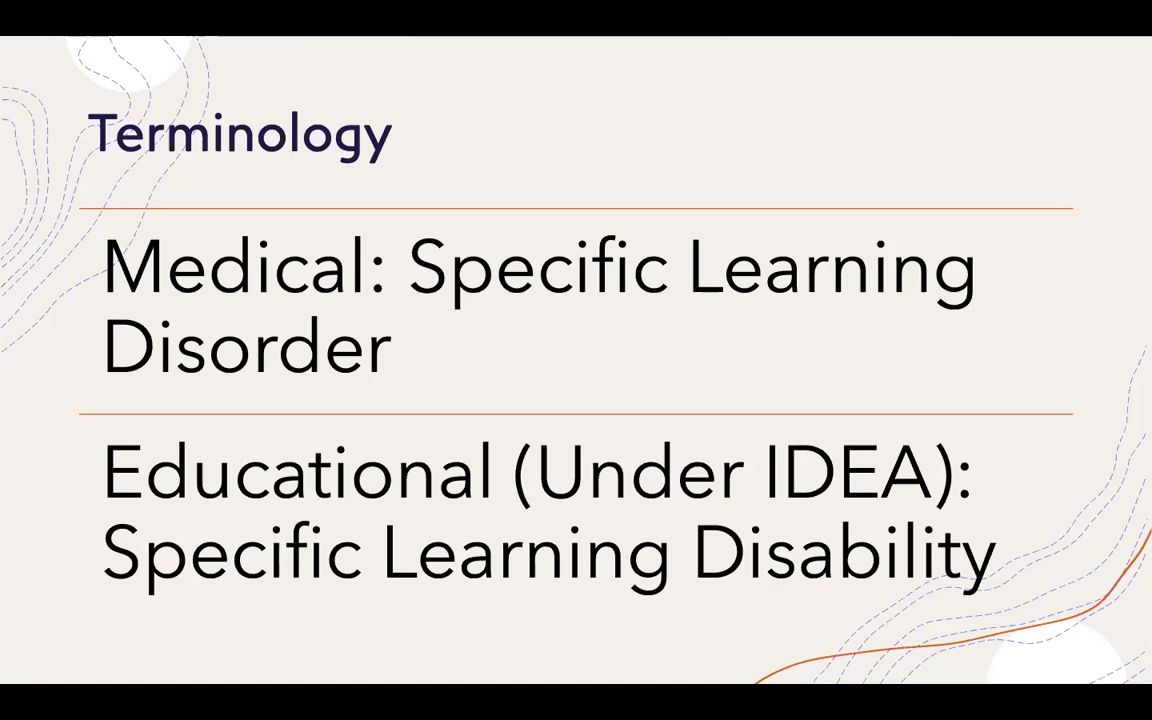 Terminology
Medical: Specific Learning
Disorder
Educational (Under IDEA):
Specific Learning Disability